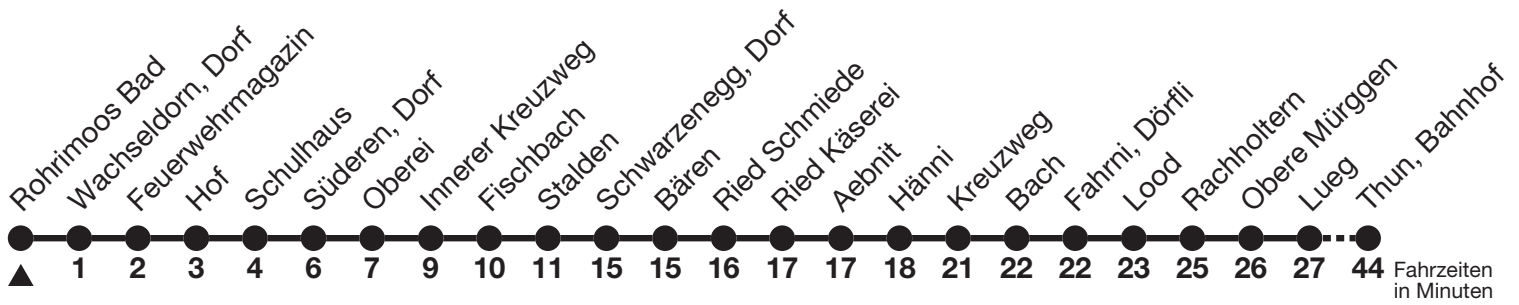 Rohrimoos Bad
Wachseldorn, Dorf
Feuerwehrmagazin
Hof
Schulhaus
Süderen, Dorf
Oberei
Innerer Kreuzweg
Fischbach
Stalden
Schwarzenegg, Dorf
Bären
Ried Schmiede
Ried Käserei
Aebnit
Hänni
Kreuzweg
Bach
Fahrni, Dörfli
Lood
Rachholtern
Obere Mürggen
Lueg
Thun, Bahnhof
1 2 3 4 6 7 9 10 11 15 15 16 17 17 18 21 22 22 23 25 26 27 44 Fahrzeiten
in Minuten